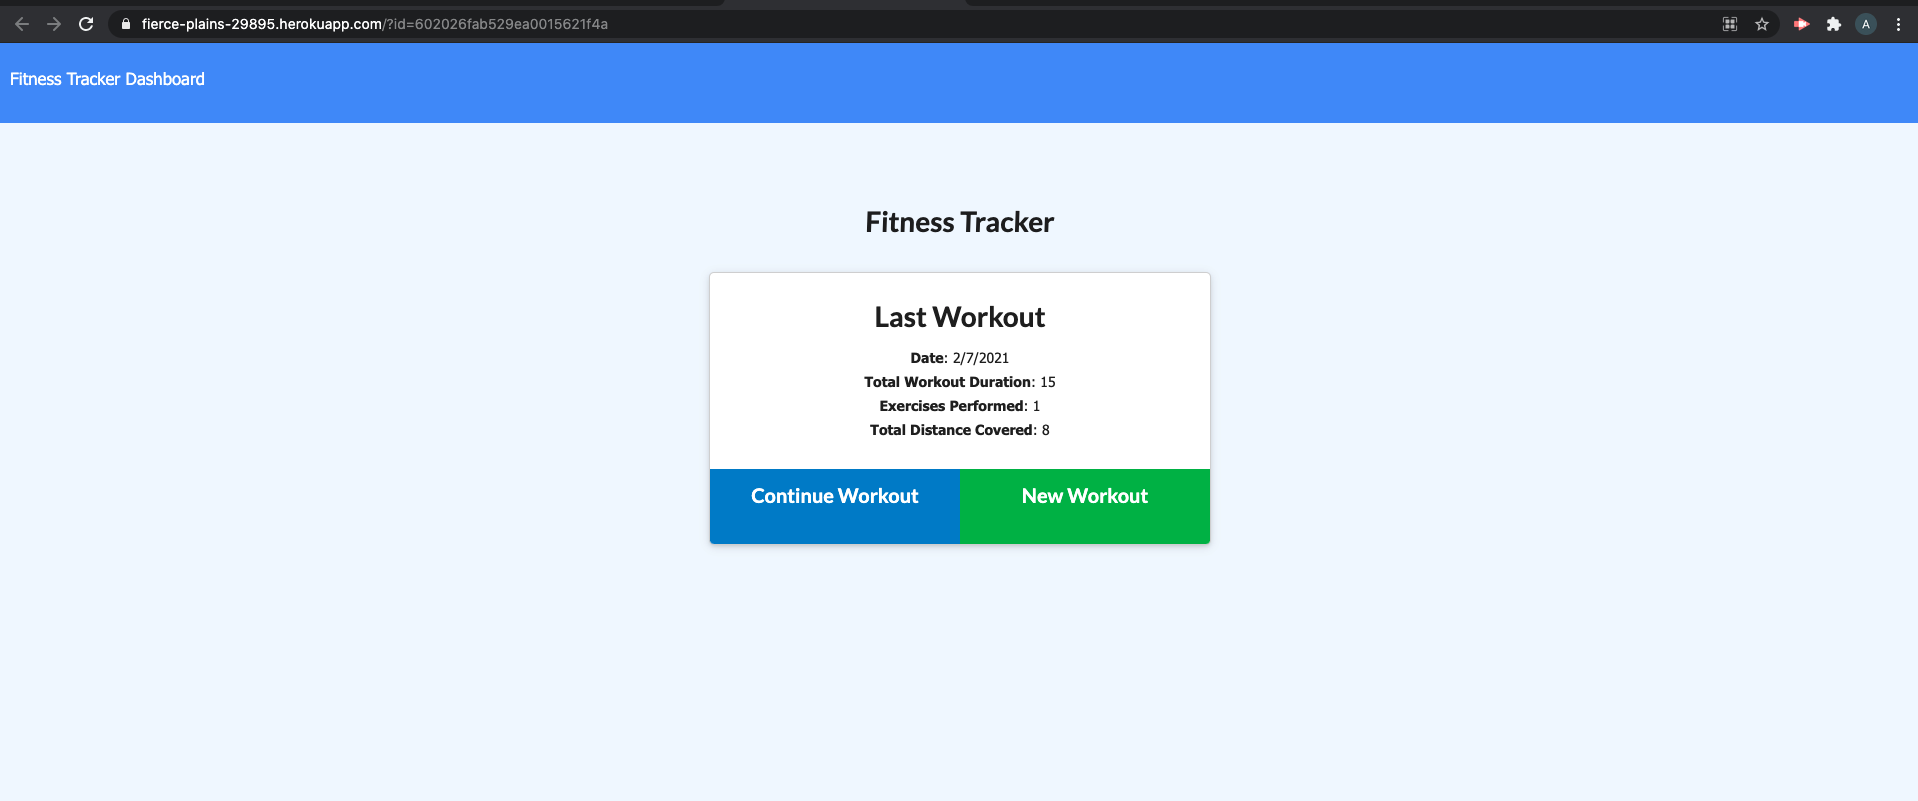 fierce-plains-29895.herokuapp.com/?id=602026fab529ea0015621f4a
A
Fitness Tracker Dashboard
Fitness Tracker
Last Workout
Date: 2/7/2021
Total Workout Duration: 15
Exercises Performed: 1
Total Distance Covered: 8
Continue Workout New Workout